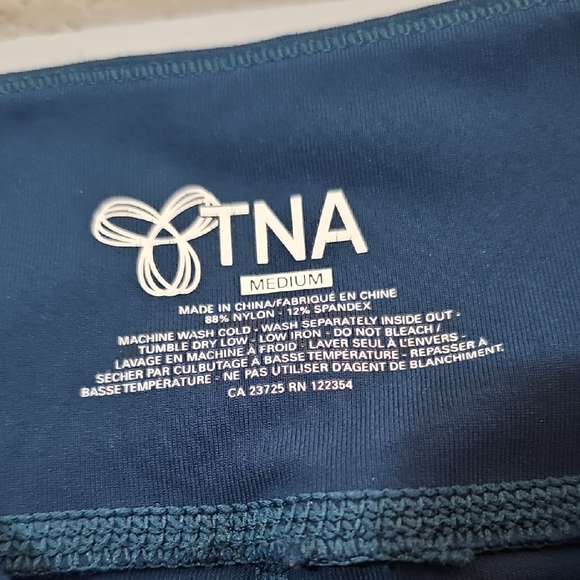 TNA
MEDIUM
MADE IN CHINA/FABRIQUÉ EN CHINE
88% NYLON - 12% SPANDEX
MACHINE WASH COLD - WASH SEPARATELY INSIDE OUT -
TUMBLE DRY LOW - LOW IRON - DO NOT BLEACH /
LAVAGE EN MACHINE À FROID - LAVER SEUL À L'ENVERS -
SÉCHER PAR CULBUTAGE À BASSE TEMPÉRATURE - REPASSER À
BASSE TEMPÉRATURE - NE PAS UTILISER D'AGENT DE BLANCHIMENT.
CA 23725 RN 122354